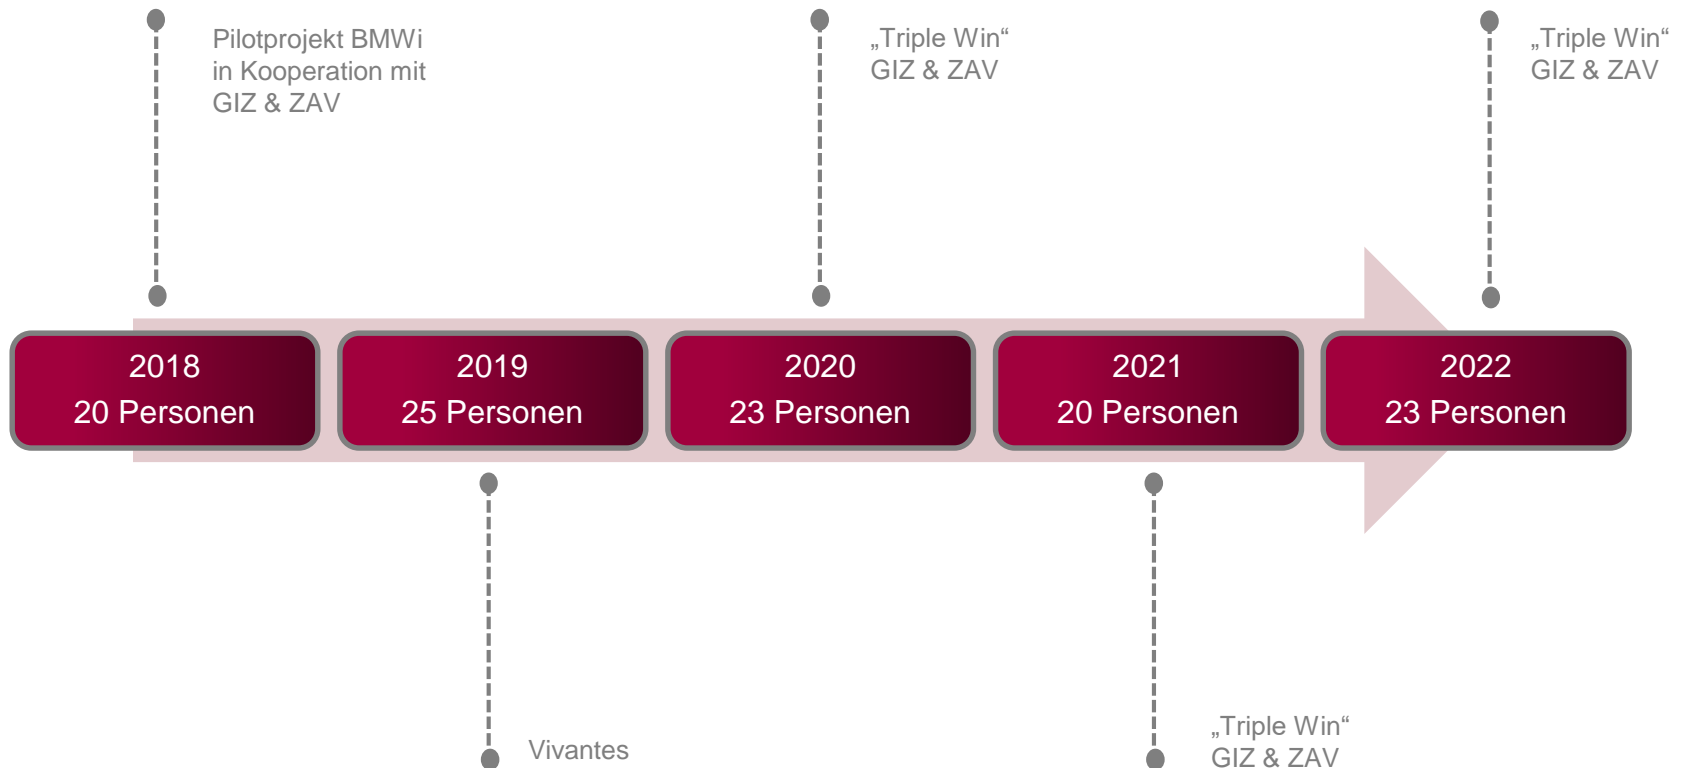 Pilotprojekt BMWi
in Kooperation mit
GIZ & ZAV
„Triple Win“
GIZ & ZAV
„Triple Win“
GIZ & ZAV
2018
20 Personen
2019
25 Personen
2020
23 Personen
2021
20 Personen
2022
23 Personen
Vivantes
„Triple Win“
GIZ & ZAV